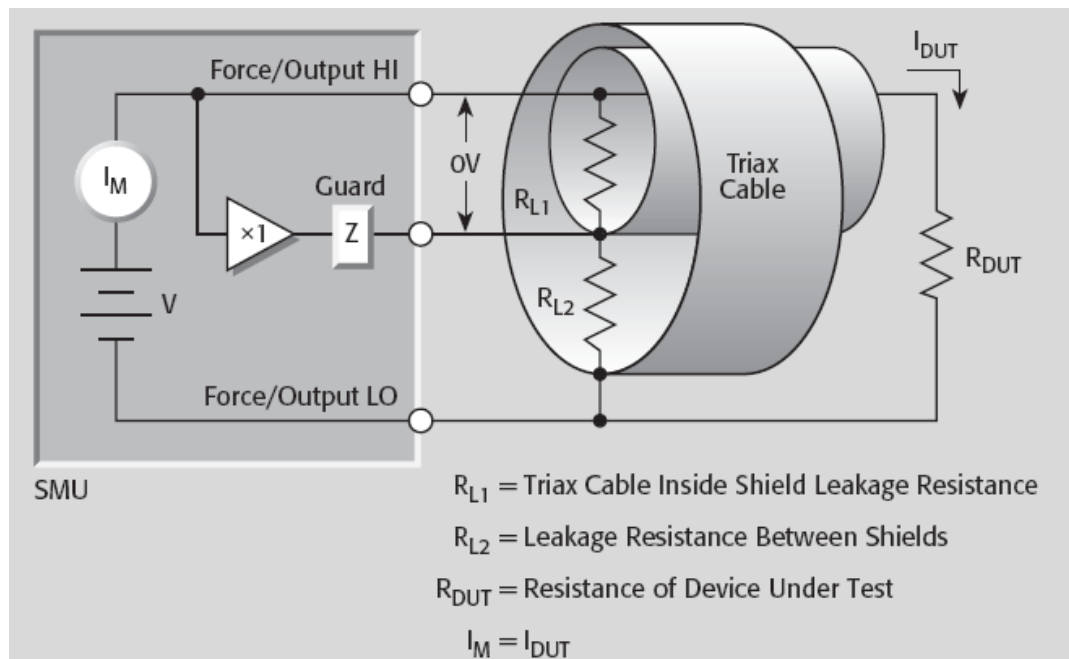 Force/Output HI
I_DUT
I_M
0V
Guard
×1
Z
R_L1
Triax
Cable
R_L2
R_DUT
V
Force/Output LO
SMU
R_L1 = Triax Cable Inside Shield Leakage Resistance
R_L2 = Leakage Resistance Between Shields
R_DUT = Resistance of Device Under Test
I_M = I_DUT